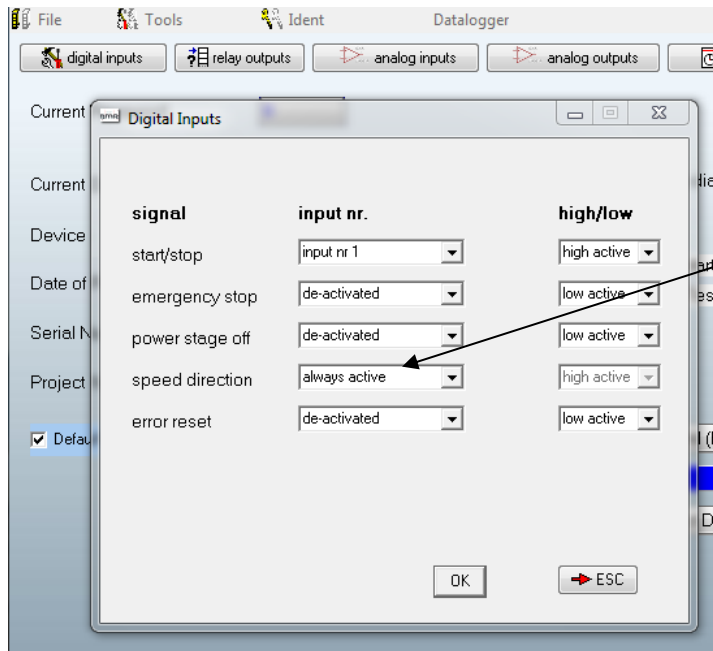 File Tools Ident Datalogger
digital inputs relay outputs analog inputs analog outputs
Current
Digital Inputs
Current
signal input nr. high/low
Device
start/stop input nr 1 high active
Date of
emergency stop de-activated low active
Serial N
power stage off de-activated low active
Project
speed direction always active high active
error reset de-activated low active
Defau
OK ESC